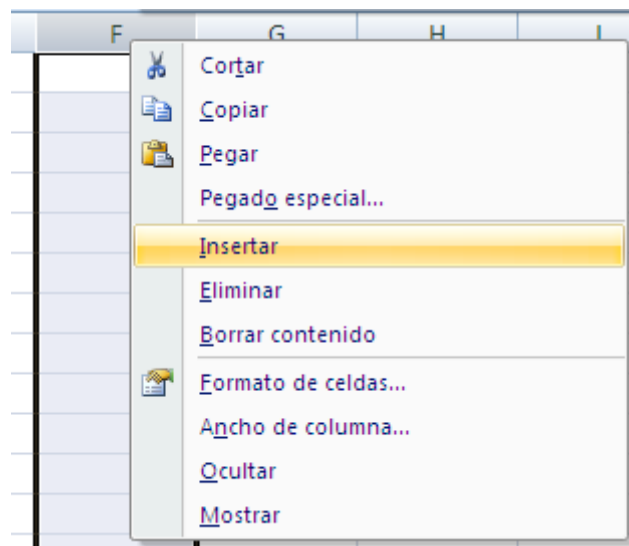 F G H I
Cortar
Copiar
Pegar
Pegado especial...
Insertar
Eliminar
Borrar contenido
Formato de celdas...
Ancho de columna...
Ocultar
Mostrar